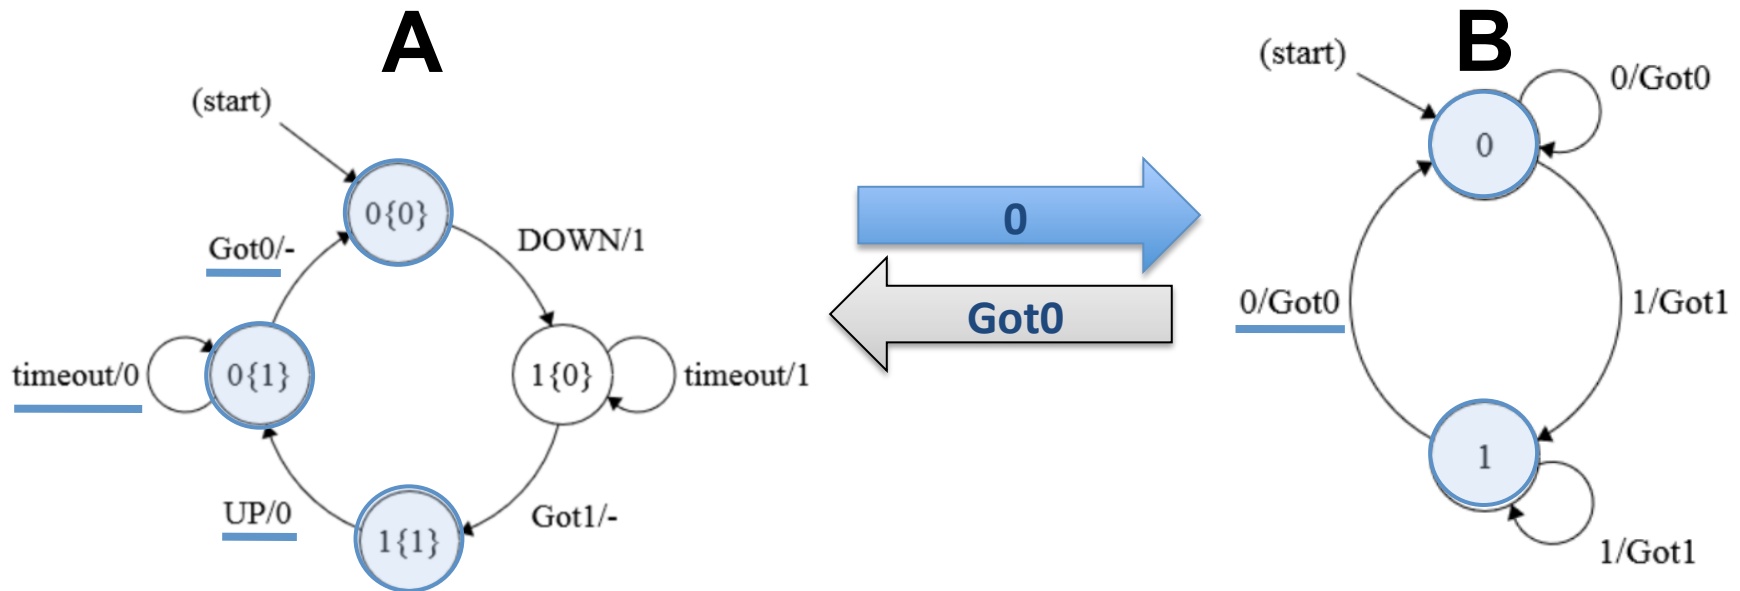 A
(start)
0{0}
DOWN/1
Got0/-
timeout/0
0{1}
1{0}
timeout/1
UP/0
1{1}
Got1/-
0
Got0
B
(start)
0/Got0
0
0/Got0
1/Got1
1
1/Got1